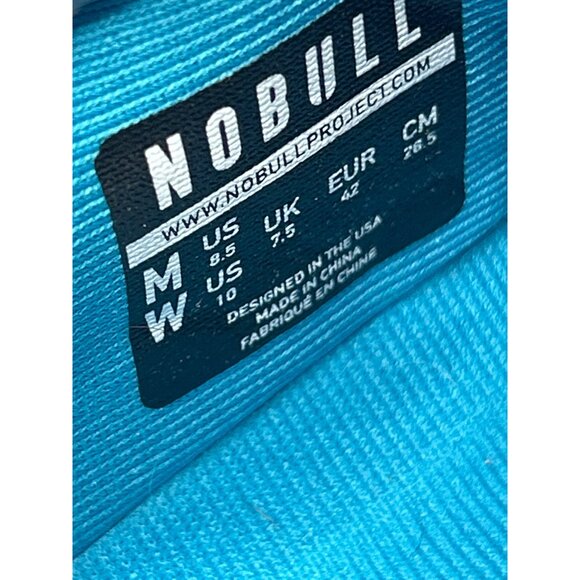 NOBULL
WWW.NOBULLPROJECT.COM
M US 8.5 UK 7.5 EUR 42 CM 26.5
W US 10
DESIGNED IN THE USA
MADE IN CHINA
FABRIQUÉ EN CHINE